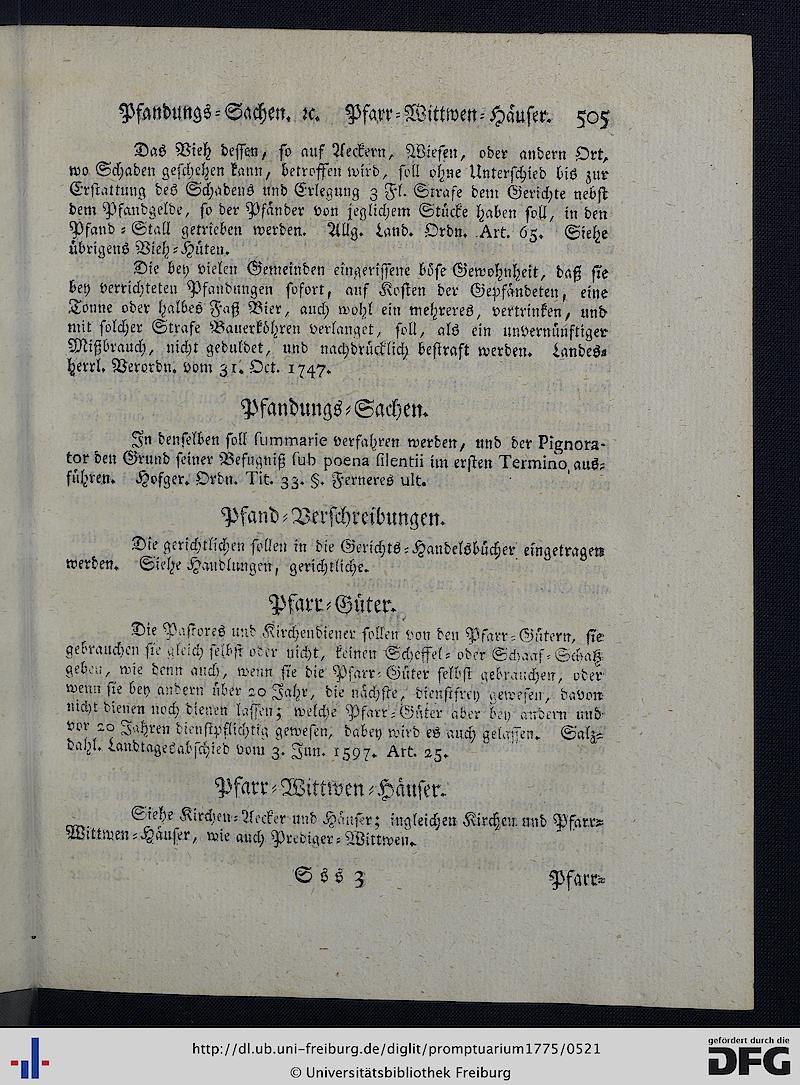 Pfandungs-Sachen, ꝛc. Pfarr-Wittwen-Häuser. 505
Das Vieh dessen, so auf Aeckern, Wiesen, oder andern Ort,
wo Schaden geschehen kann, betroffen wird, soll ohne Unterschied bis zur
Erstattung des Schadens und Erlegung 3 Fl. Strafe dem Gerichte nebst
dem Pfandgelde, so der Pfänder von jeglichem Stücke haben soll, in den
Pfand-Stall getrieben werden. Allg. Land. Ordn. Art. 65. Siehe
übrigens Vieh-Hüten.
Die bey vielen Gemeinden eingerissene böse Gewohnheit, daß sie
bey verrichteten Pfandungen sofort, auf Kosten der Gepfändeten, eine
Tonne oder halbes Faß Bier, auch wohl ein mehreres, vertrinken, und
mit solcher Strafe Bauerköhren verlanget, soll, als ein unvernünftiger
Mißbrauch, nicht geduldet, und nachdrücklich bestraft werden. Landes-
herrl. Verordn. vom 31. Oct. 1747.
Pfandungs-Sachen.
In denselben soll summarie verfahren werden, und der Pignora-
tor den Grund seiner Befugniß sub poena silentii im ersten Termino aus-
führen. Hofger. Ordn. Tit. 33. §. Ferneres ult.
Pfand-Verschreibungen.
Die gerichtlichen sollen in die Gerichts-Handelsbücher eingetragen
werden. Siehe Handlungen, gerichtliche.
Pfarr-Güter.
Die Pastores und Kirchendiener sollen von den Pfarr-Gütern, sie
gebrauchen sie gleich selbst oder nicht, keinen Scheffel- oder Schaaf-Schatz
geben, wie denn auch, wenn sie die Pfarr-Güter selbst gebrauchen, oder
wenn sie bey andern über 20 Jahr, die nächste, dienstfrey gewesen, davon
nicht dienen noch dienen lassen; welche Pfarr-Güter aber bey andern und
vor 20 Jahren dienstpflichtig gewesen, dabey wird es auch gelassen. Salz-
dahl. Landtagesabschied vom 3. Jun. 1597. Art. 25.
Pfarr-Wittwen-Häuser.
Siehe Kirchen-Aecker und Häuser; ingleichen Kirchen und Pfarr-
Wittwen-Häuser, wie auch Prediger-Wittwen.
S s s 3 Pfarr-
http://dl.ub.uni-freiburg.de/diglit/promptuarium1775/0521
© Universitätsbibliothek Freiburg
gefördert durch die
DFG